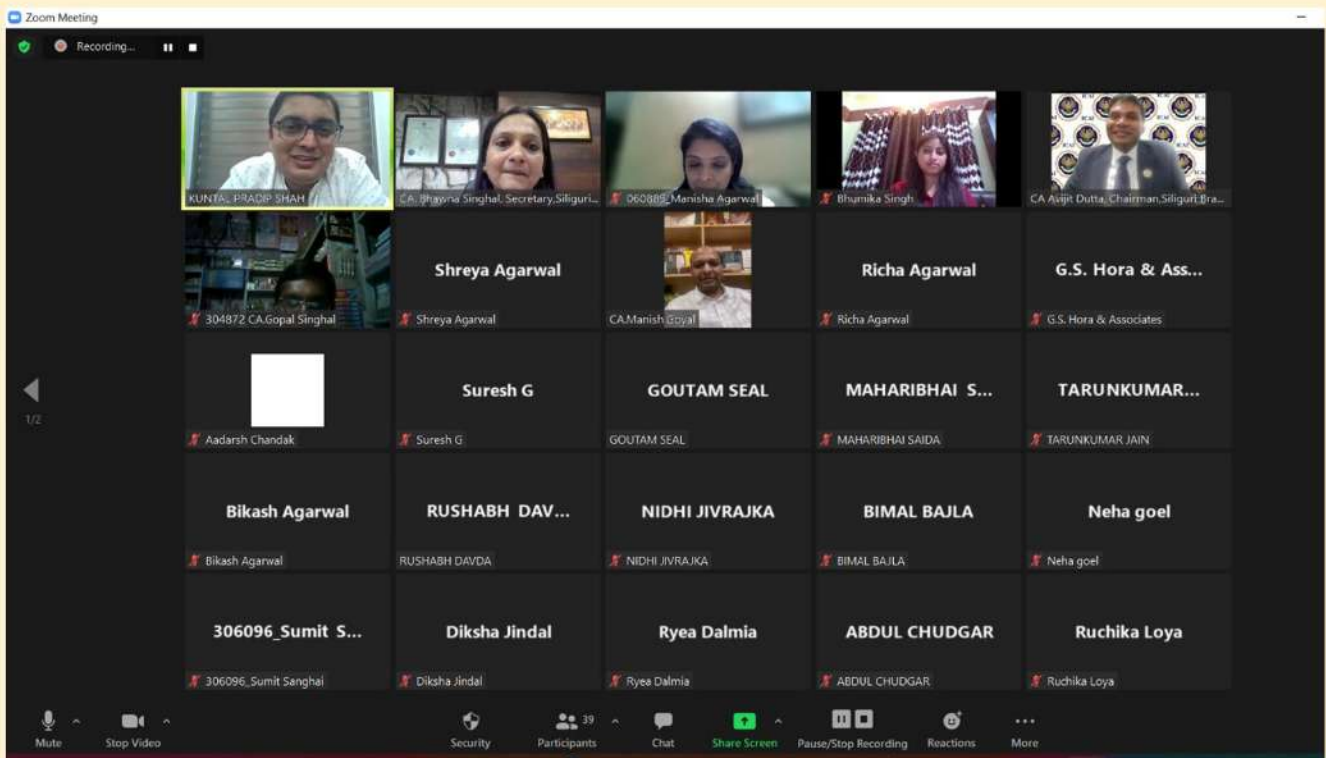 Zoom Meeting
Recording...
KUNTAL PRADIP SHAH
CA. Bhawna Singhal, Secretary,Siliguri...
060889_Manisha Agarwal
Bhumika Singh
CA Avijit Dutta, Chairman,Siliguri Bra...
ICAI
304872 CA.Gopal Singhal
Shreya Agarwal
Shreya Agarwal
CA.Manish Goyal
Richa Agarwal
Richa Agarwal
G.S. Hora & Ass...
G.S. Hora & Associates
1/2
Aadarsh Chandak
Suresh G
Suresh G
GOUTAM SEAL
GOUTAM SEAL
MAHARIBHAI S...
MAHARIBHAI SAIDA
TARUNKUMAR...
TARUNKUMAR JAIN
Bikash Agarwal
Bikash Agarwal
RUSHABH DAV...
RUSHABH DAVDA
NIDHI JIVRAJKA
NIDHI JIVRAJKA
BIMAL BAJLA
BIMAL BAJLA
Neha goel
Neha goel
306096_Sumit S...
306096_Sumit Sanghai
Diksha Jindal
Diksha Jindal
Ryea Dalmia
Ryea Dalmia
ABDUL CHUDGAR
ABDUL CHUDGAR
Ruchika Loya
Ruchika Loya
Mute
Stop Video
Security
39
Participants
Chat
Share Screen
Pause/Stop Recording
Reactions
More